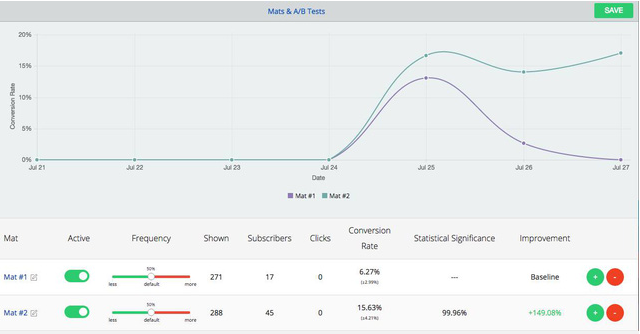 Mats & A/B Tests
SAVE
20%
15%
10%
5%
0%
Conversion Rate
Jul 21 Jul 22 Jul 23 Jul 24 Jul 25 Jul 26 Jul 27
Date
Mat #1 Mat #2
Mat Active Frequency Shown Subscribers Clicks Conversion Rate Statistical Significance Improvement
50%
Mat #1 271 17 0 6.27% --- Baseline + -
(±2.99%)
less default more
50%
Mat #2 288 45 0 15.63% 99.96% +149.08% + -
(±4.21%)
less default more